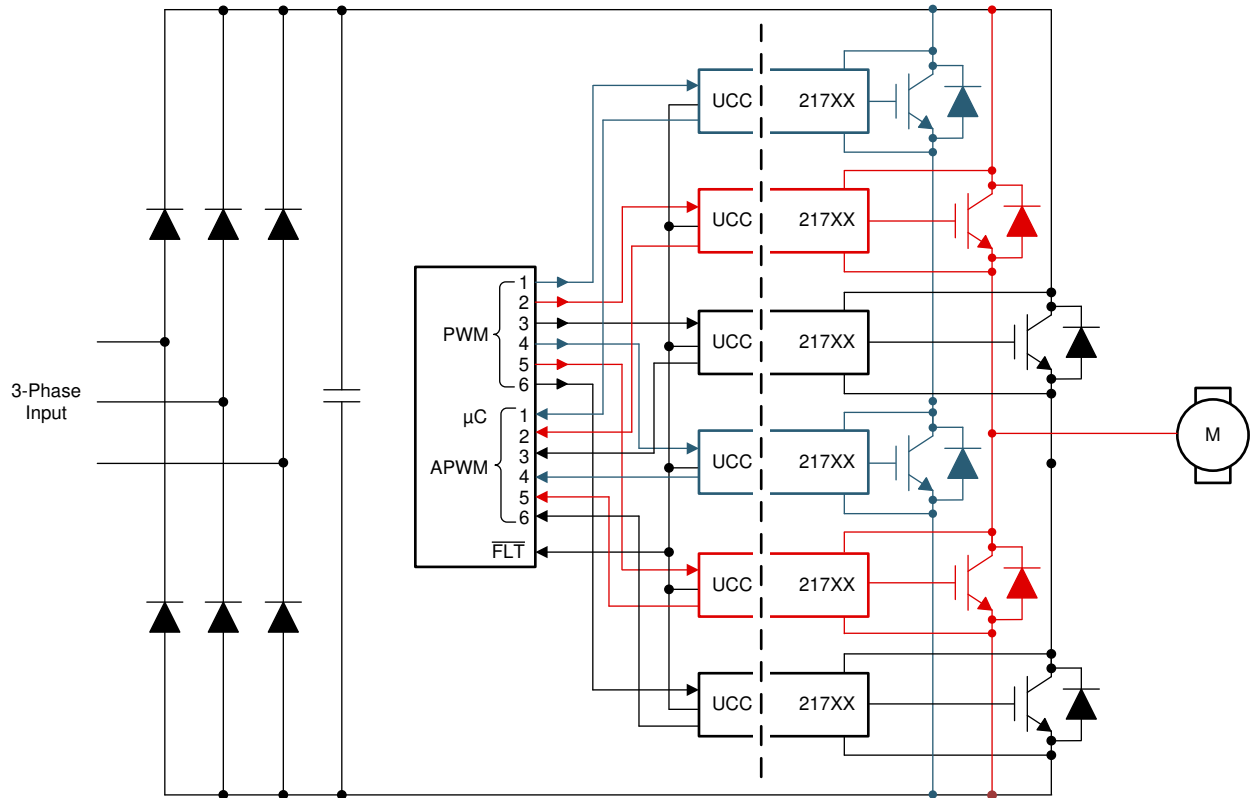 UCC 217XX
UCC 217XX
1
2
PWM 3
4
5
6
UCC 217XX
3-Phase
Input
µC
1
2
APWM 3
4
5
6
FLT
M
UCC 217XX
UCC 217XX
UCC 217XX